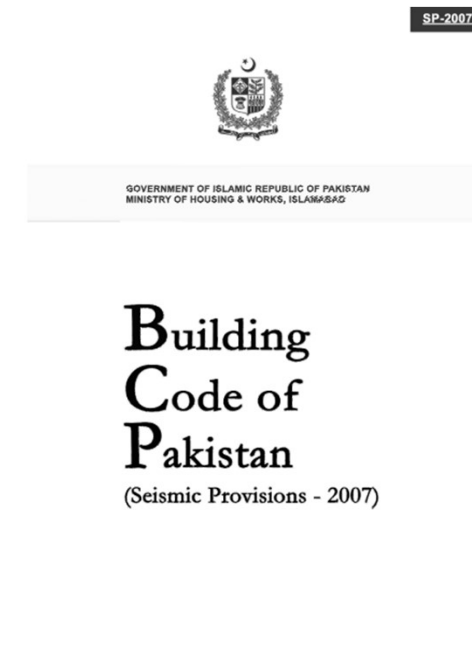 SP-2007
GOVERNMENT OF ISLAMIC REPUBLIC OF PAKISTAN
MINISTRY OF HOUSING & WORKS, ISLAMABAD
Building
Code of
Pakistan
(Seismic Provisions - 2007)